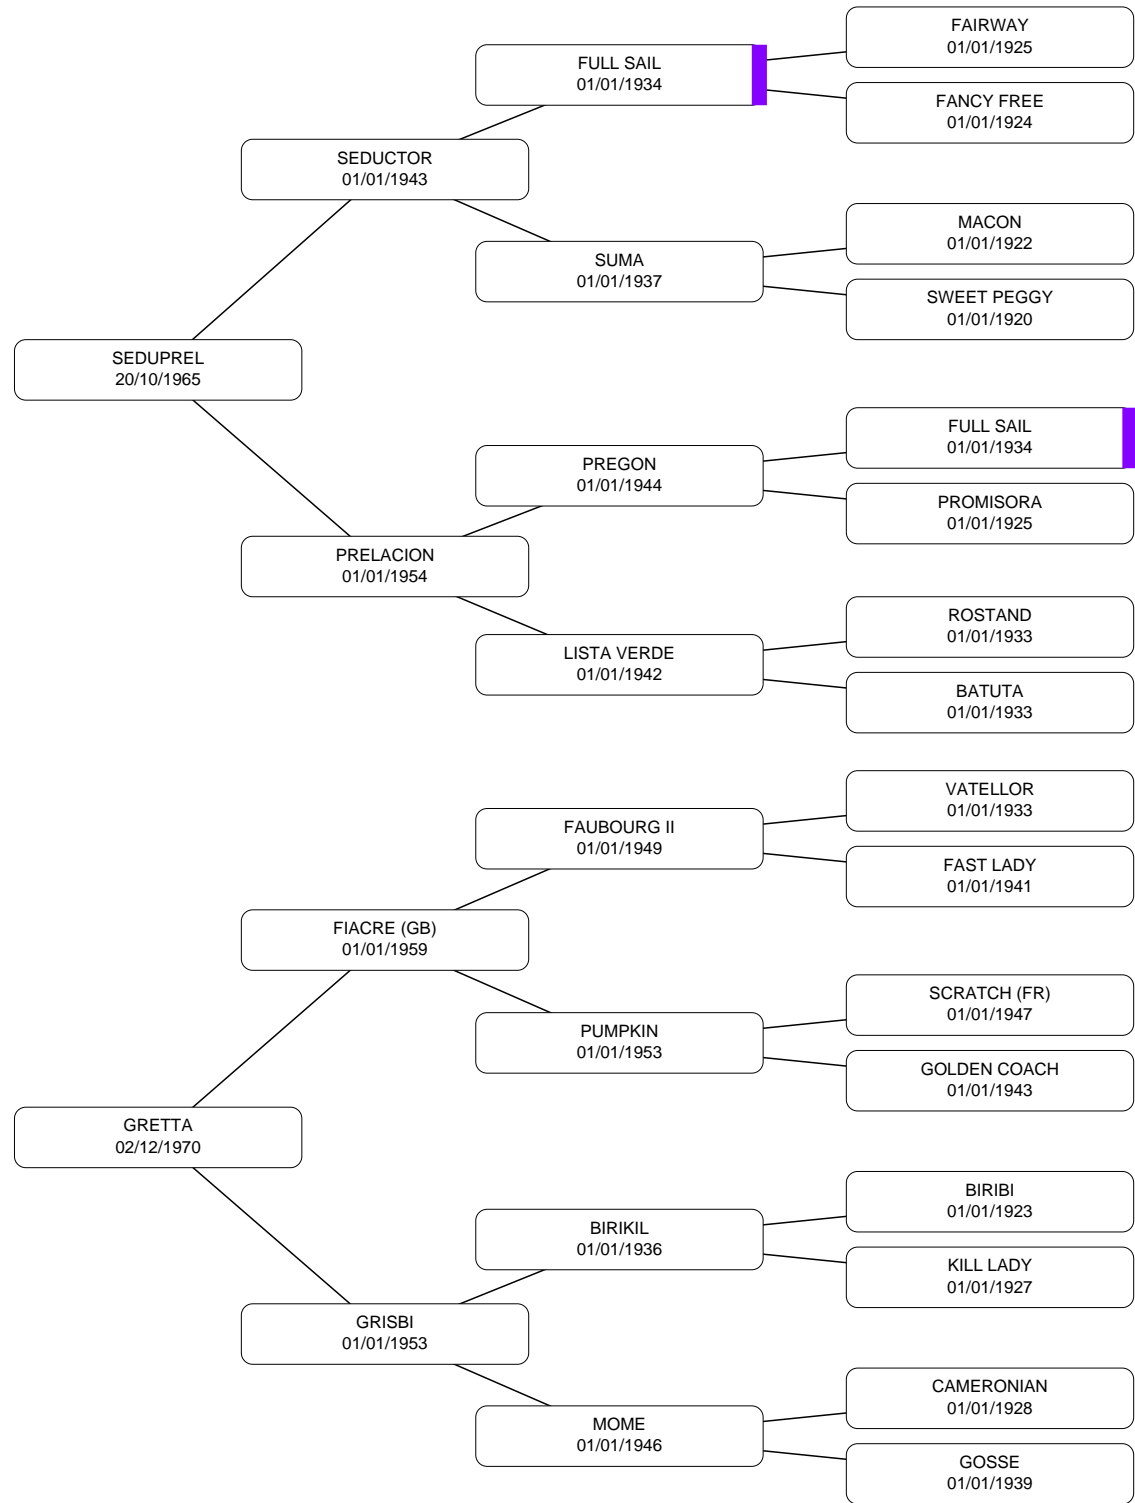 FAIRWAY
01/01/1925
FULL SAIL
01/01/1934
FANCY FREE
01/01/1924
SEDUCTOR
01/01/1943
MACON
01/01/1922
SUMA
01/01/1937
SWEET PEGGY
01/01/1920
SEDUPREL
20/10/1965
FULL SAIL
01/01/1934
PREGON
01/01/1944
PROMISORA
01/01/1925
PRELACION
01/01/1954
ROSTAND
01/01/1933
LISTA VERDE
01/01/1942
BATUTA
01/01/1933
VATELLOR
01/01/1933
FAUBOURG II
01/01/1949
FAST LADY
01/01/1941
FIACRE (GB)
01/01/1959
SCRATCH (FR)
01/01/1947
PUMPKIN
01/01/1953
GOLDEN COACH
01/01/1943
GRETTA
02/12/1970
BIRIBI
01/01/1923
BIRIKIL
01/01/1936
KILL LADY
01/01/1927
GRISBI
01/01/1953
CAMERONIAN
01/01/1928
MOME
01/01/1946
GOSSE
01/01/1939